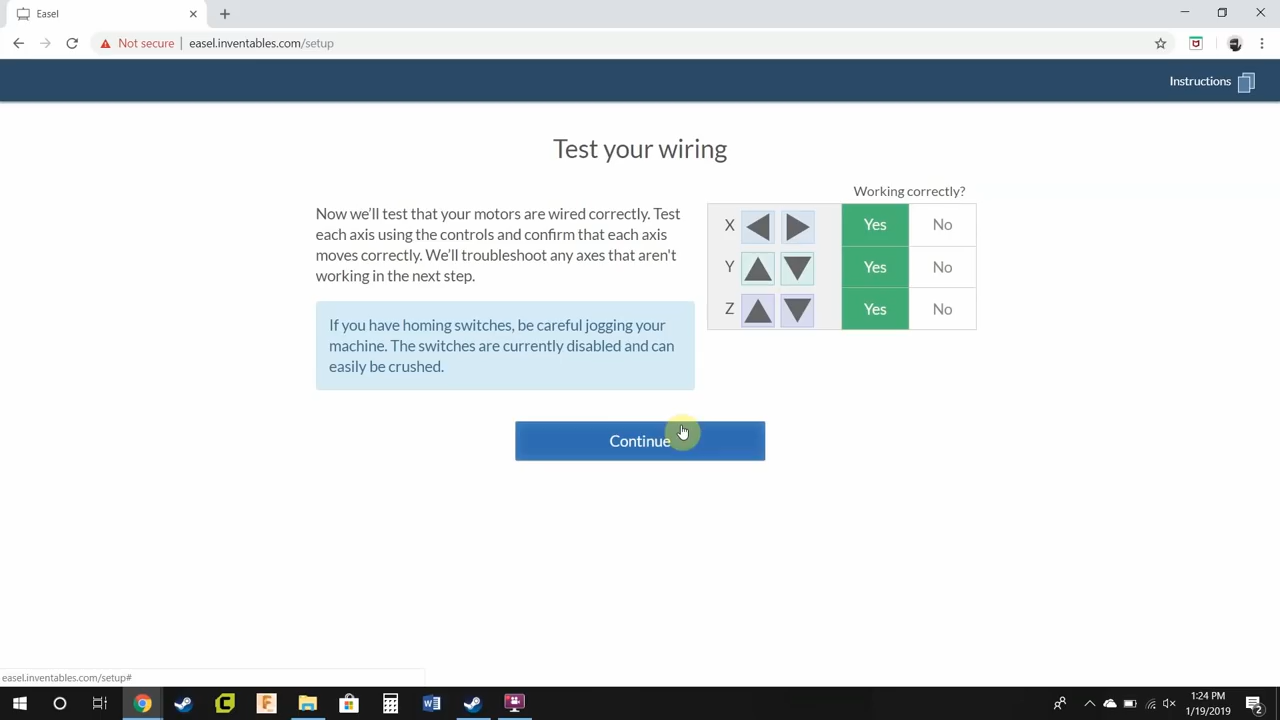 Easel
Not secure | easel.inventables.com/setup
Instructions
Test your wiring
Working correctly?
Now we'll test that your motors are wired correctly. Test
each axis using the controls and confirm that each axis
moves correctly. We'll troubleshoot any axes that aren't
working in the next step.
X Yes No
Y Yes No
Z Yes No
If you have homing switches, be careful jogging your
machine. The switches are currently disabled and can
easily be crushed.
Continue
easel.inventables.com/setup#
1:24 PM
1/19/2019
2